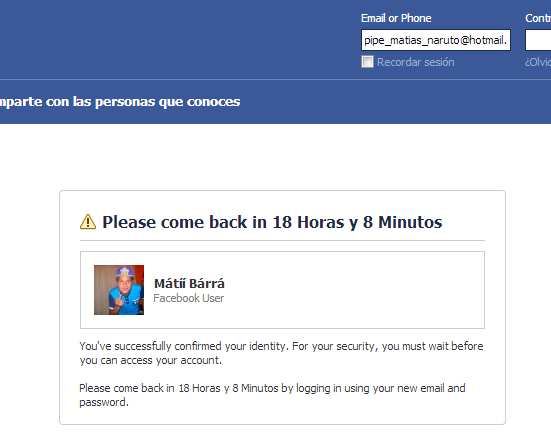 Email or Phone
Contr
pipe_matias_naruto@hotmail.
Recordar sesión
¿Olvid
mparte con las personas que conoces
Please come back in 18 Horas y 8 Minutos
Mátíí Bárrá
Facebook User
You've successfully confirmed your identity. For your security, you must wait before
you can access your account.
Please come back in 18 Horas y 8 Minutos by logging in using your new email and
password.